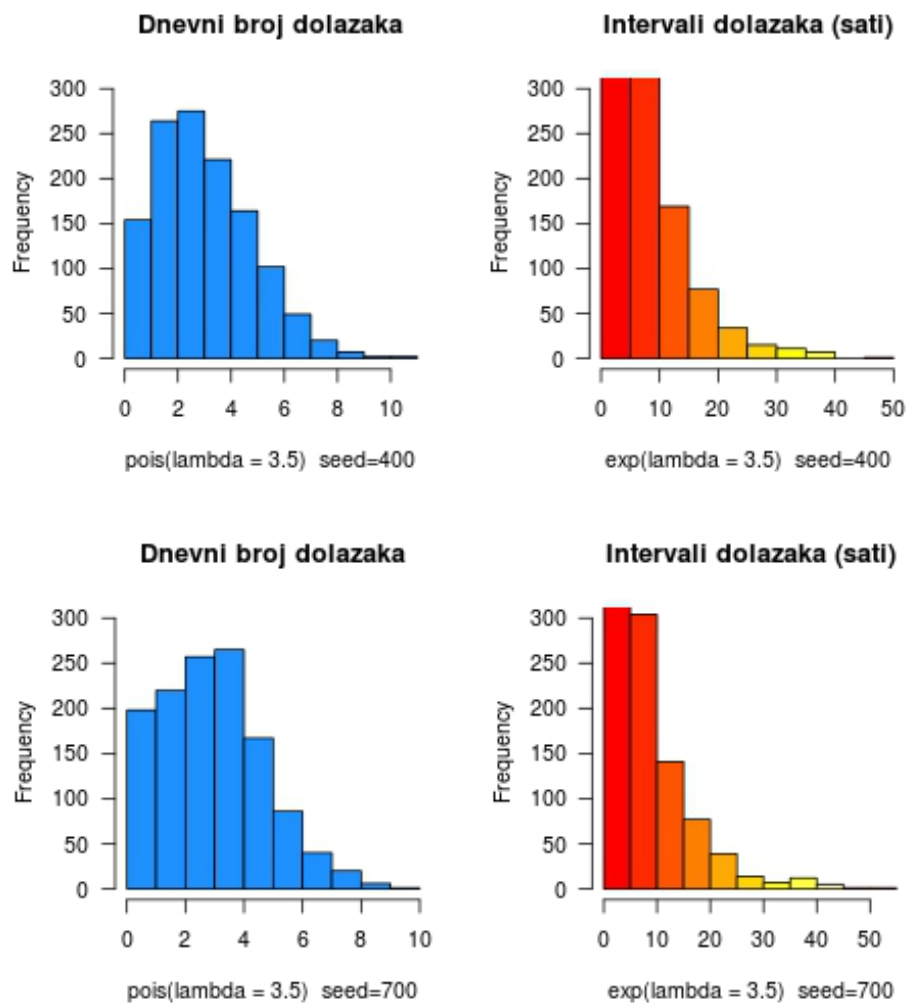 Dnevni broj dolazaka
Frequency
300
250
200
150
100
50
0
0 2 4 6 8 10
pois(lambda = 3.5) seed=400
Intervali dolazaka (sati)
Frequency
300
250
200
150
100
50
0
0 10 20 30 40 50
exp(lambda = 3.5) seed=400
Dnevni broj dolazaka
Frequency
300
250
200
150
100
50
0
0 2 4 6 8 10
pois(lambda = 3.5) seed=700
Intervali dolazaka (sati)
Frequency
300
250
200
150
100
50
0
0 10 20 30 40 50
exp(lambda = 3.5) seed=700